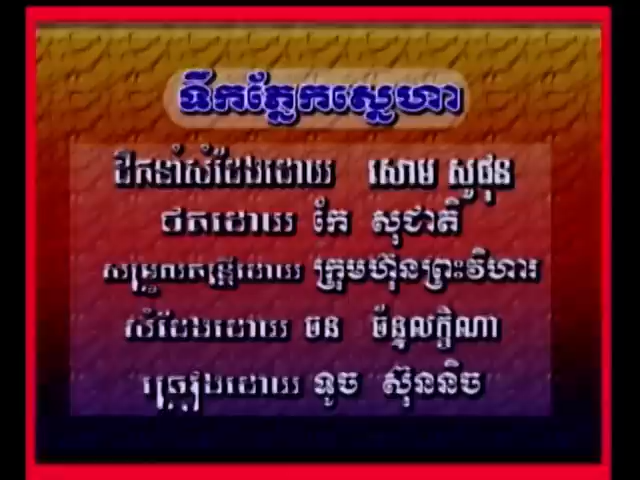 ទឹកភ្នែកស្នេហា
ដឹកនាំសំដែងដោយ សោម សូផុន
ថតដោយ កែ សុជាតិ
សម្រួលតន្ត្រីដោយ ក្រុមហ៊ុនព្រះវិហារ
សំដែងដោយ ចន ច័ន្ទលក្ខិណា
ច្រៀងដោយ ទូច ស៊ុននិច